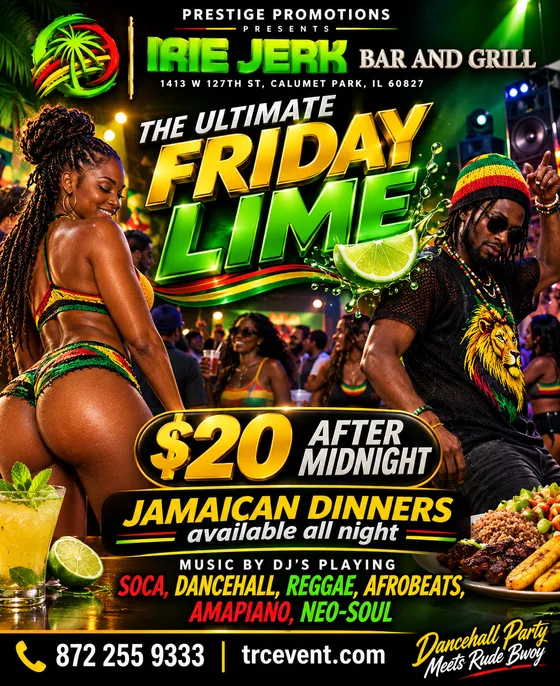 PRESTIGE PROMOTIONS
PRESENTS
IRIE JERK BAR AND GRILL
1413 W 127TH ST, CALUMET PARK, IL 60827
THE ULTIMATE
FRIDAY
LIME
$20 AFTER MIDNIGHT
JAMAICAN DINNERS
available all night
MUSIC BY DJ'S PLAYING
SOCA, DANCEHALL, REGGAE, AFROBEATS,
AMAPIANO, NEO-SOUL
872 255 9333 | trcevent.com
Dancehall Party
Meets Rude Bwoy